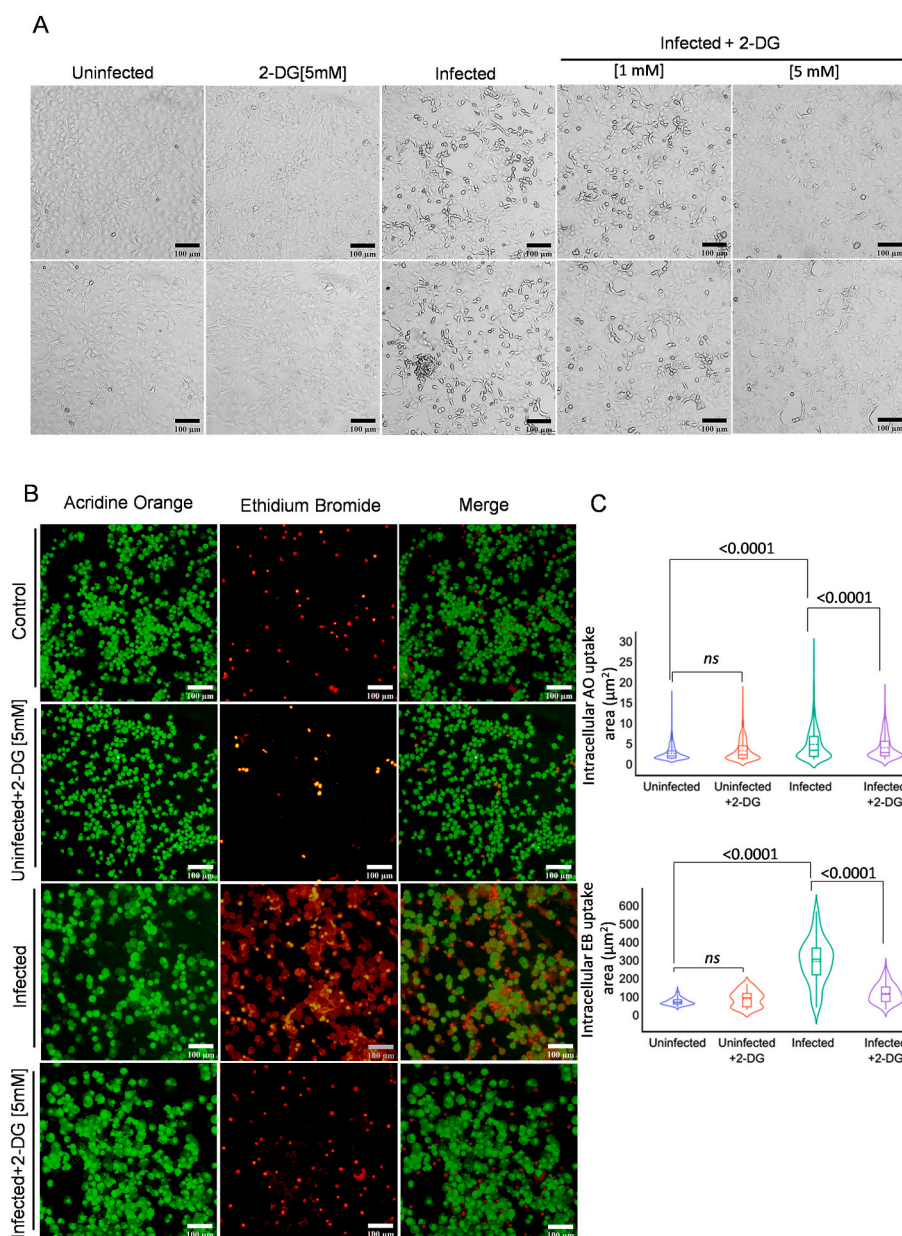 A
Infected + 2-DG
Uninfected
2-DG[5mM]
Infected
[1 mM]
[5 mM]
100 µm
100 µm
100 µm
100 µm
100 µm
100 µm
100 µm
100 µm
100 µm
100 µm
B
Acridine Orange
Ethidium Bromide
Merge
Control
100 µm
100 µm
100 µm
Uninfected+2-DG [5mM]
100 µm
100 µm
100 µm
Infected
100 µm
100 µm
100 µm
Infected+2-DG [5mM]
100 µm
100 µm
100 µm
C
<0.0001
<0.0001
ns
Intracellular AO uptake
area (µm²)
30
25
20
15
10
5
0
Uninfected
Uninfected
+2-DG
Infected
Infected
+2-DG
<0.0001
<0.0001
ns
Intracellular EB uptake
area (µm²)
600
500
400
300
200
100
0
Uninfected
Uninfected
+2-DG
Infected
Infected
+2-DG